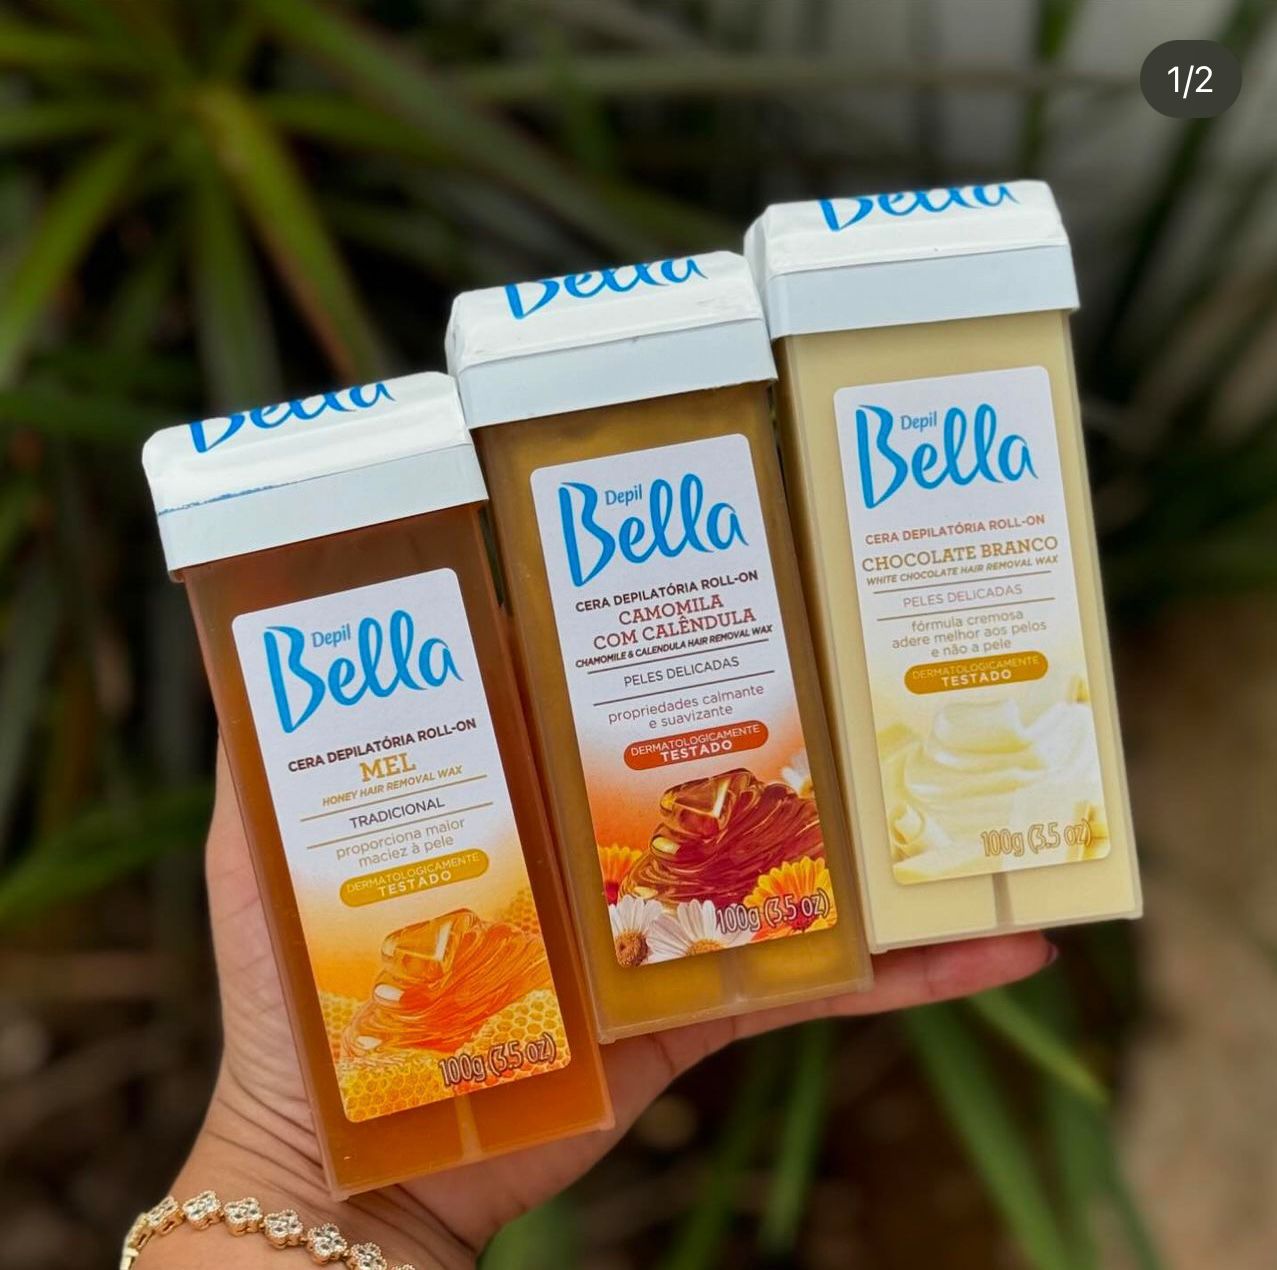 1/2
Bella
Bella
Bella
Depil
Bella
CERA DEPILATÓRIA ROLL-ON
MEL
HONEY HAIR REMOVAL WAX
TRADICIONAL
proporciona maior
maciez à pele
DERMATOLOGICAMENTE
TESTADO
100g (3.5 oz)
Depil
Bella
CERA DEPILATÓRIA ROLL-ON
CAMOMILA
COM CALÊNDULA
CHAMOMILE & CALENDULA HAIR REMOVAL WAX
PELES DELICADAS
propriedades calmante
e suavizante
DERMATOLOGICAMENTE
TESTADO
100g (3.5 oz)
Depil
Bella
CERA DEPILATÓRIA ROLL-ON
CHOCOLATE BRANCO
WHITE CHOCOLATE HAIR REMOVAL WAX
PELES DELICADAS
fórmula cremosa
adere melhor aos pelos
e não a pele
DERMATOLOGICAMENTE
TESTADO
100g (3.5 oz)